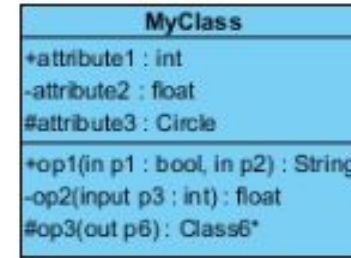 MyClass
+attribute1 : int
-attribute2 : float
#attribute3 : Circle
+op1(in p1 : bool, in p2) : String
-op2(input p3 : int) : float
#op3(out p6) : Class6*